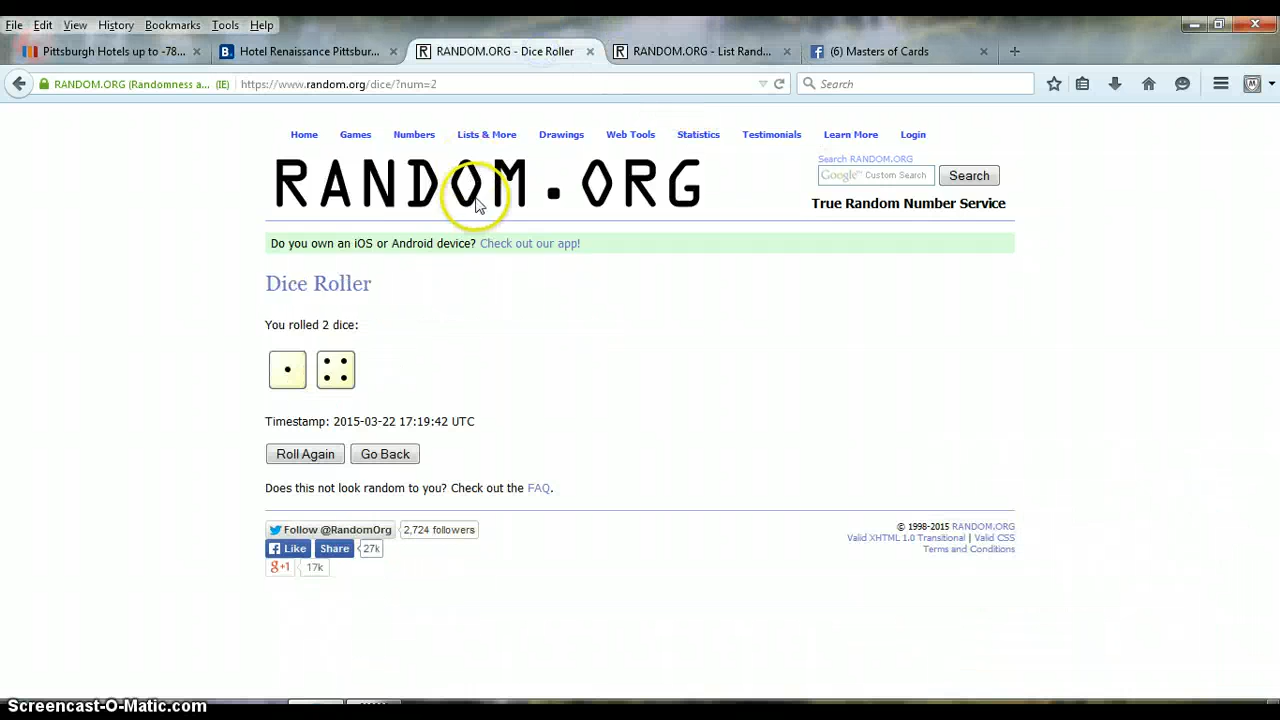 File Edit View History Bookmarks Tools Help
Pittsburgh Hotels up to -78... × Hotel Renaissance Pittsbur... × RANDOM.ORG - Dice Roller × RANDOM.ORG - List Rand... × (6) Masters of Cards ×
RANDOM.ORG (Randomness a... (IE) https://www.random.org/dice/?num=2 Search
Home Games Numbers Lists & More Drawings Web Tools Statistics Testimonials Learn More Login
RANDOM.ORG
Search RANDOM.ORG
Google™ Custom Search Search
True Random Number Service
Do you own an iOS or Android device? Check out our app!
Dice Roller
You rolled 2 dice:
Timestamp: 2015-03-22 17:19:42 UTC
Roll Again Go Back
Does this not look random to you? Check out the FAQ.
Follow @RandomOrg 2,724 followers
Like Share 27k
g+1 17k
© 1998-2015 RANDOM.ORG
Valid XHTML 1.0 Transitional | Valid CSS
Terms and Conditions
Screencast-O-Matic.com